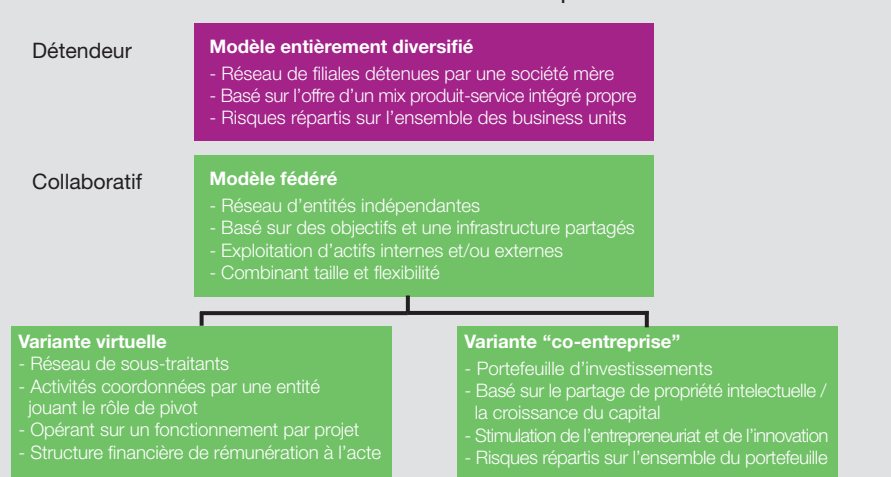 Détendeur
Modèle entièrement diversifié
- Réseau de filiales détenues par une société mère
- Basé sur l'offre d'un mix produit-service intégré propre
- Risques répartis sur l'ensemble des business units
Collaboratif
Modèle fédéré
- Réseau d'entités indépendantes
- Basé sur des objectifs et une infrastructure partagés
- Exploitation d'actifs internes et/ou externes
- Combinant taille et flexibilité
Variante virtuelle
- Réseau de sous-traitants
- Activités coordonnées par une entité
jouant le rôle de pivot
- Opérant sur un fonctionnement par projet
- Structure financière de rémunération à l'acte
Variante “co-entreprise”
- Portefeuille d'investissements
- Basé sur le partage de propriété intelectuelle /
la croissance du capital
- Stimulation de l'entrepreneuriat et de l'innovation
- Risques répartis sur l'ensemble du portefeuille